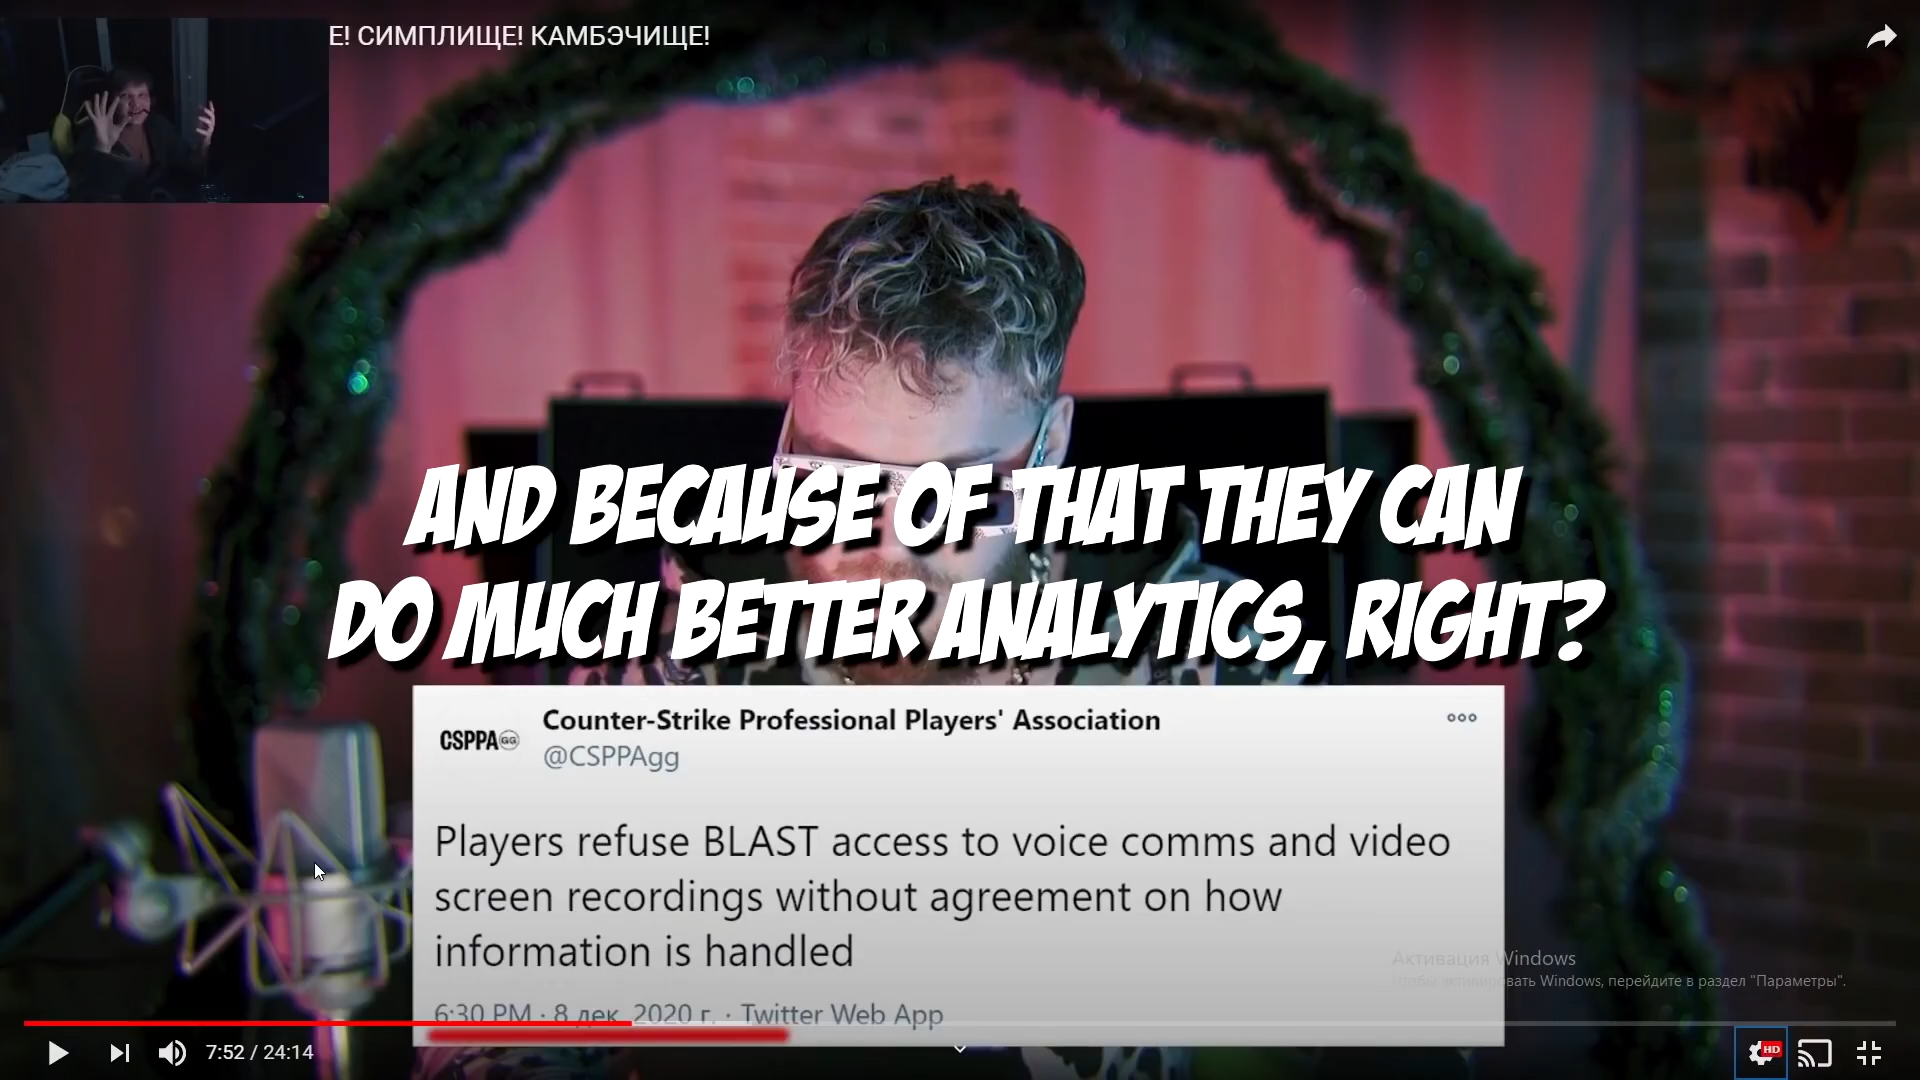 Е! СИМПЛИЩЕ! КАМБЭЧИЩЕ!
AND BECAUSE OF THAT THEY CAN
DO MUCH BETTER ANALYTICS, RIGHT?
CSPPA GG
Counter-Strike Professional Players' Association
@CSPPAgg
Players refuse BLAST access to voice comms and video
screen recordings without agreement on how
information is handled
6:30 PM · 8 дек. 2020 г. · Twitter Web App
Активация Windows
Чтобы активировать Windows, перейдите в раздел "Параметры".
7:52 / 24:14
HD